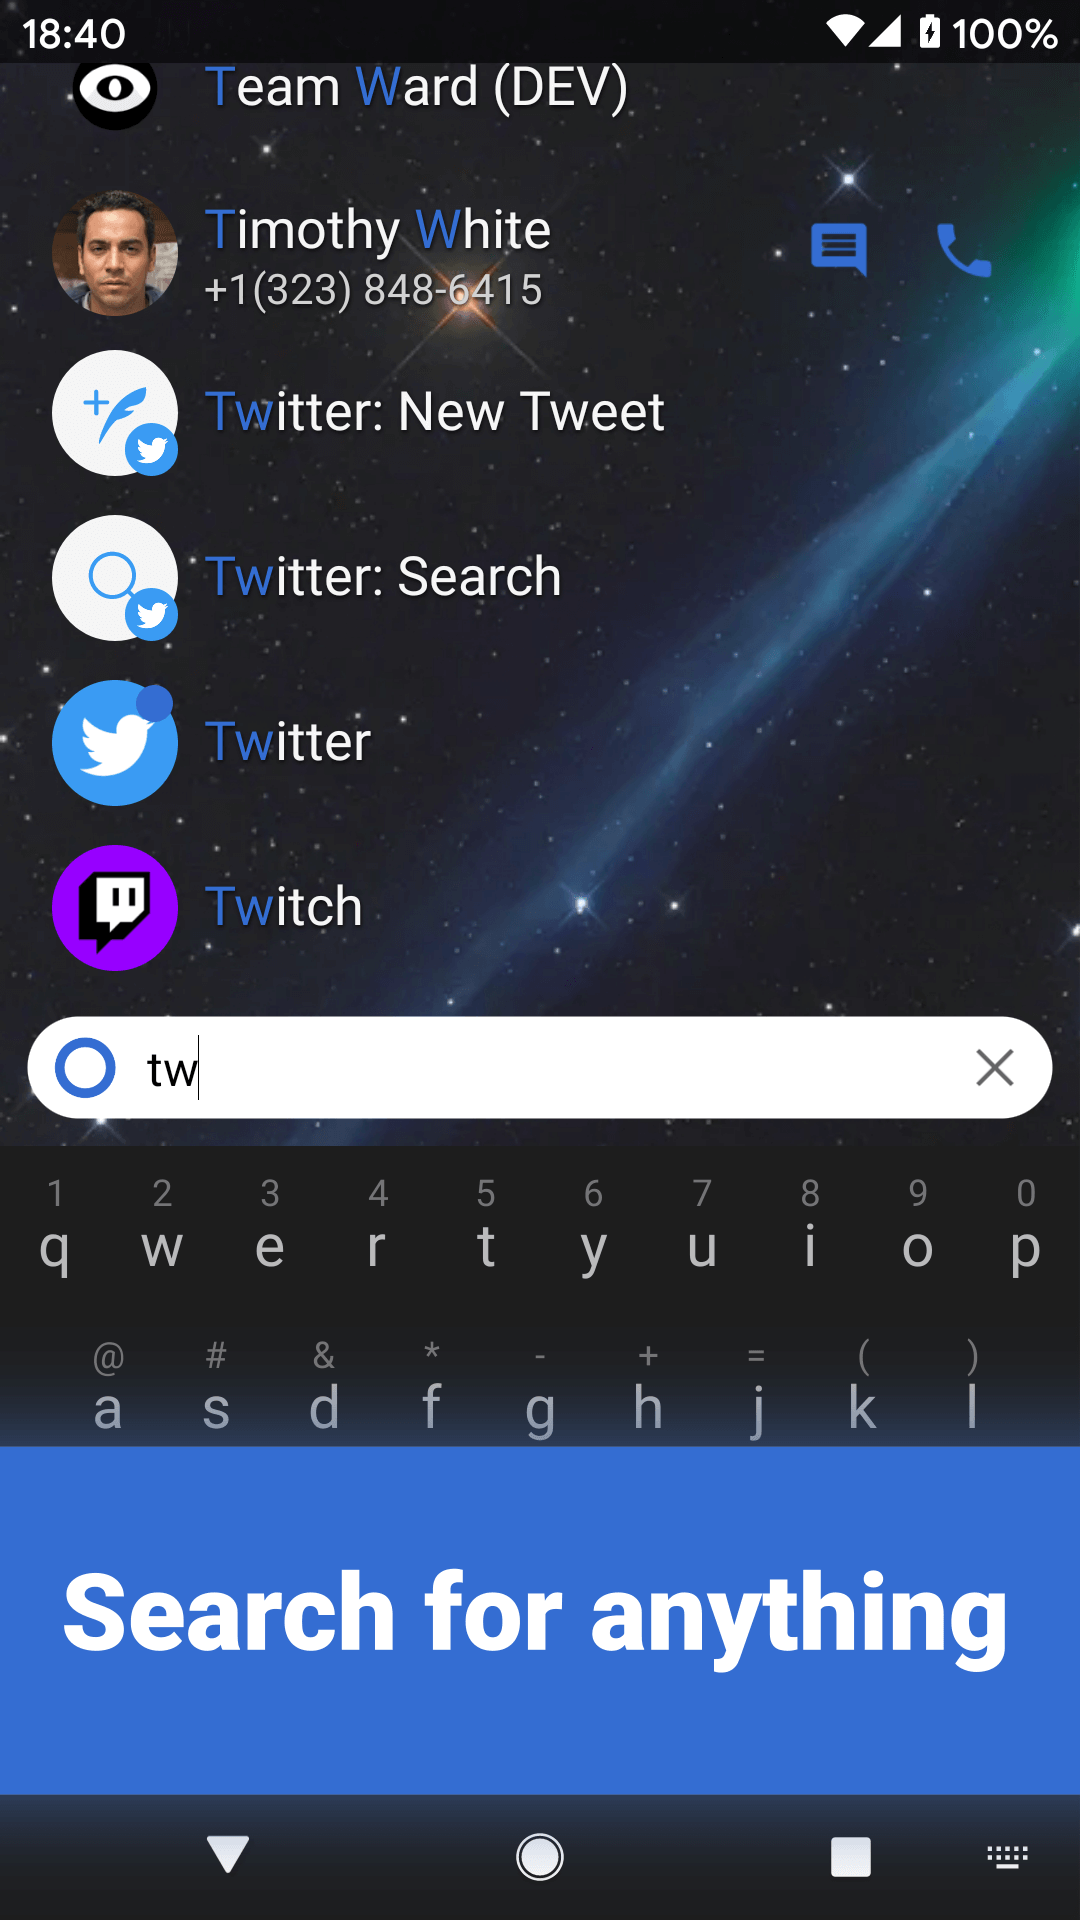 18:40 100%
Team Ward (DEV)
Timothy White
+1(323) 848-6415
Twitter: New Tweet
Twitter: Search
Twitter
Twitch
tw
1 2 3 4 5 6 7 8 9 0
q w e r t y u i o p
@ # & * - + = ( )
a s d f g h j k l
Search for anything